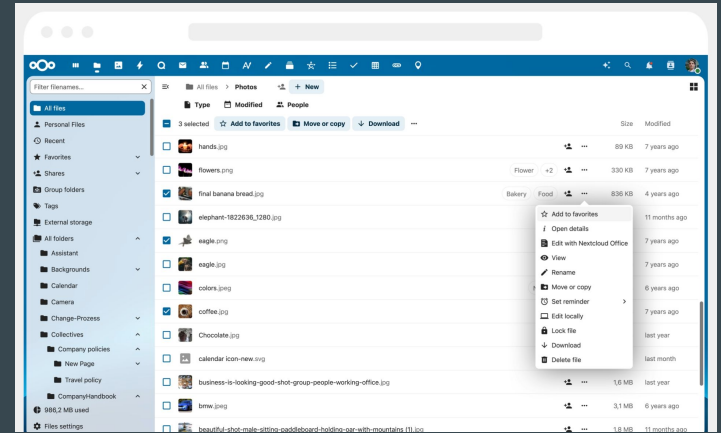 Filter filenames...
All files > Photos + New
All files
Type Modified People
Personal Files
3 selected Add to favorites Move or copy Download ... Size Modified
Recent
hands.jpg ... 89 KB 7 years ago
Favorites
Shares
flowers.png Flower +2 ... 330 KB 7 years ago
Group folders
final banana bread.jpg Bakery Food ... 836 KB 4 years ago
Tags
External storage
elephant-1822636_1280.jpg 11 months ago
All folders
eagle.png 7 years ago
Assistant
Backgrounds
eagle.jpg 7 years ago
Calendar
colors.jpeg 6 years ago
Camera
Change-Prozess
coffee.jpg 7 years ago
Collectives
Chocolate.jpg last year
Company policies
New Page
calendar icon-new.svg last month
Travel policy
business-is-looking-good-shot-group-people-working-office.jpg ... 1,6 MB last year
CompanyHandbook
986,2 MB used
bmw.jpeg ... 3,1 MB 6 years ago
Files settings
beautiful-shot-male-sitting-paddleboard-holding-oar-with-mountains (1).jpg ... 1,8 MB 11 months ago
Add to favorites
Open details
Edit with Nextcloud Office
View
Rename
Move or copy
Set reminder
Edit locally
Lock file
Download
Delete file